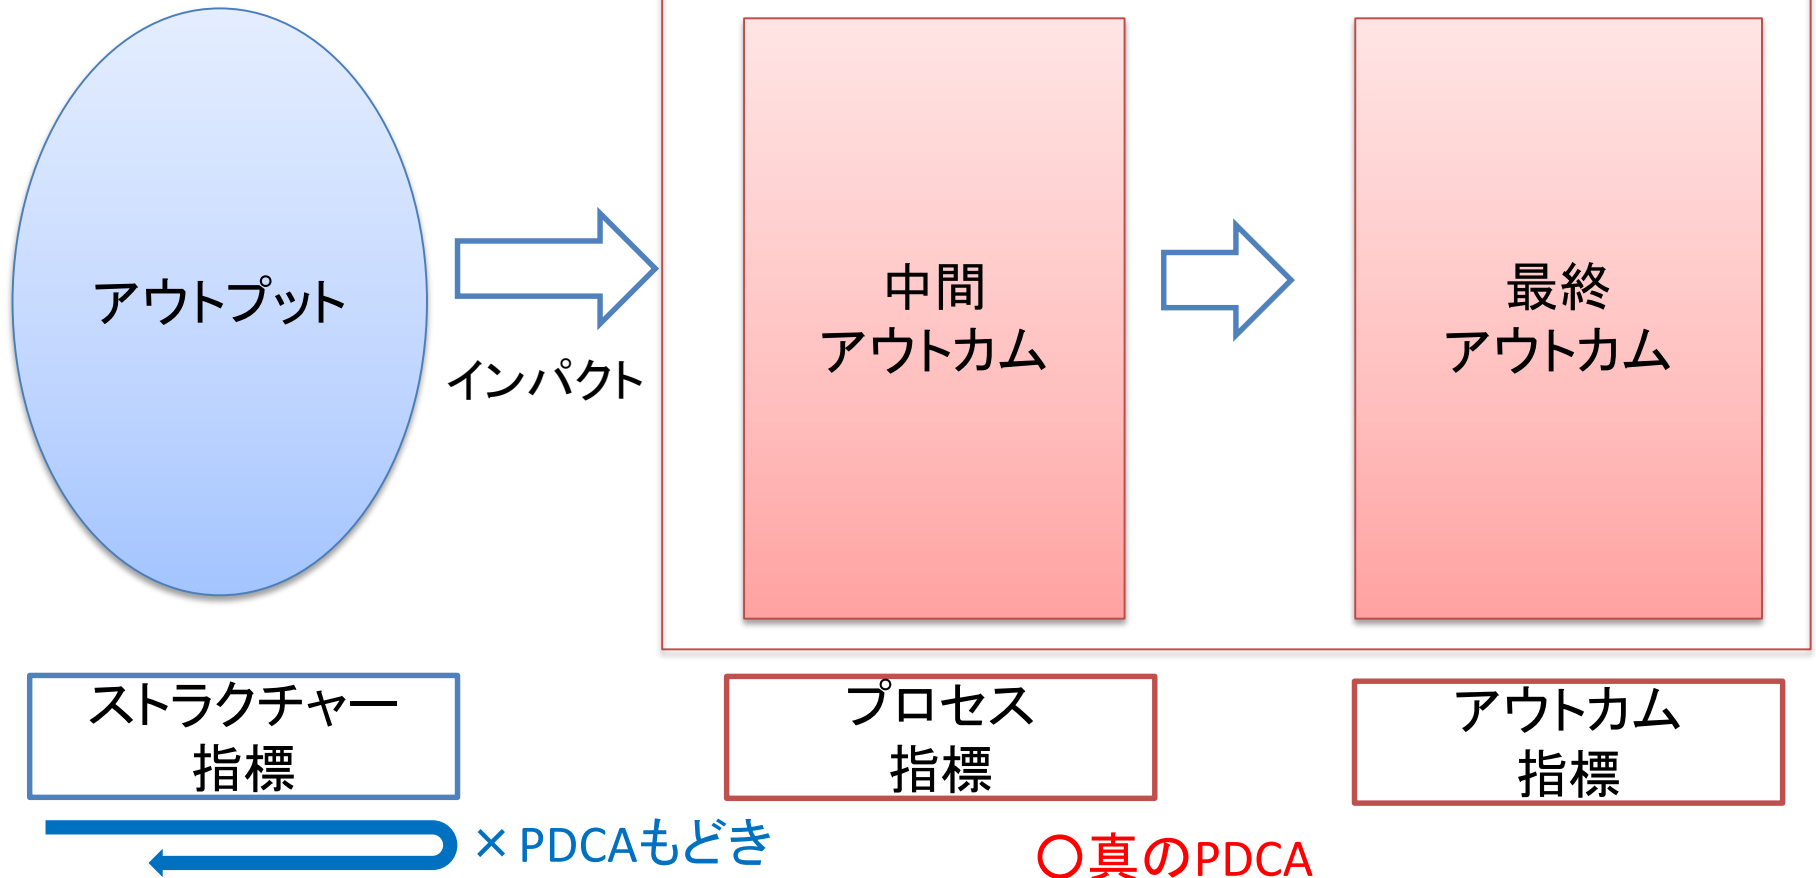 アウトプット
インパクト
中間
アウトカム
最終
アウトカム
ストラクチャー
指標
プロセス
指標
アウトカム
指標
× PDCAもどき
〇真のPDCA